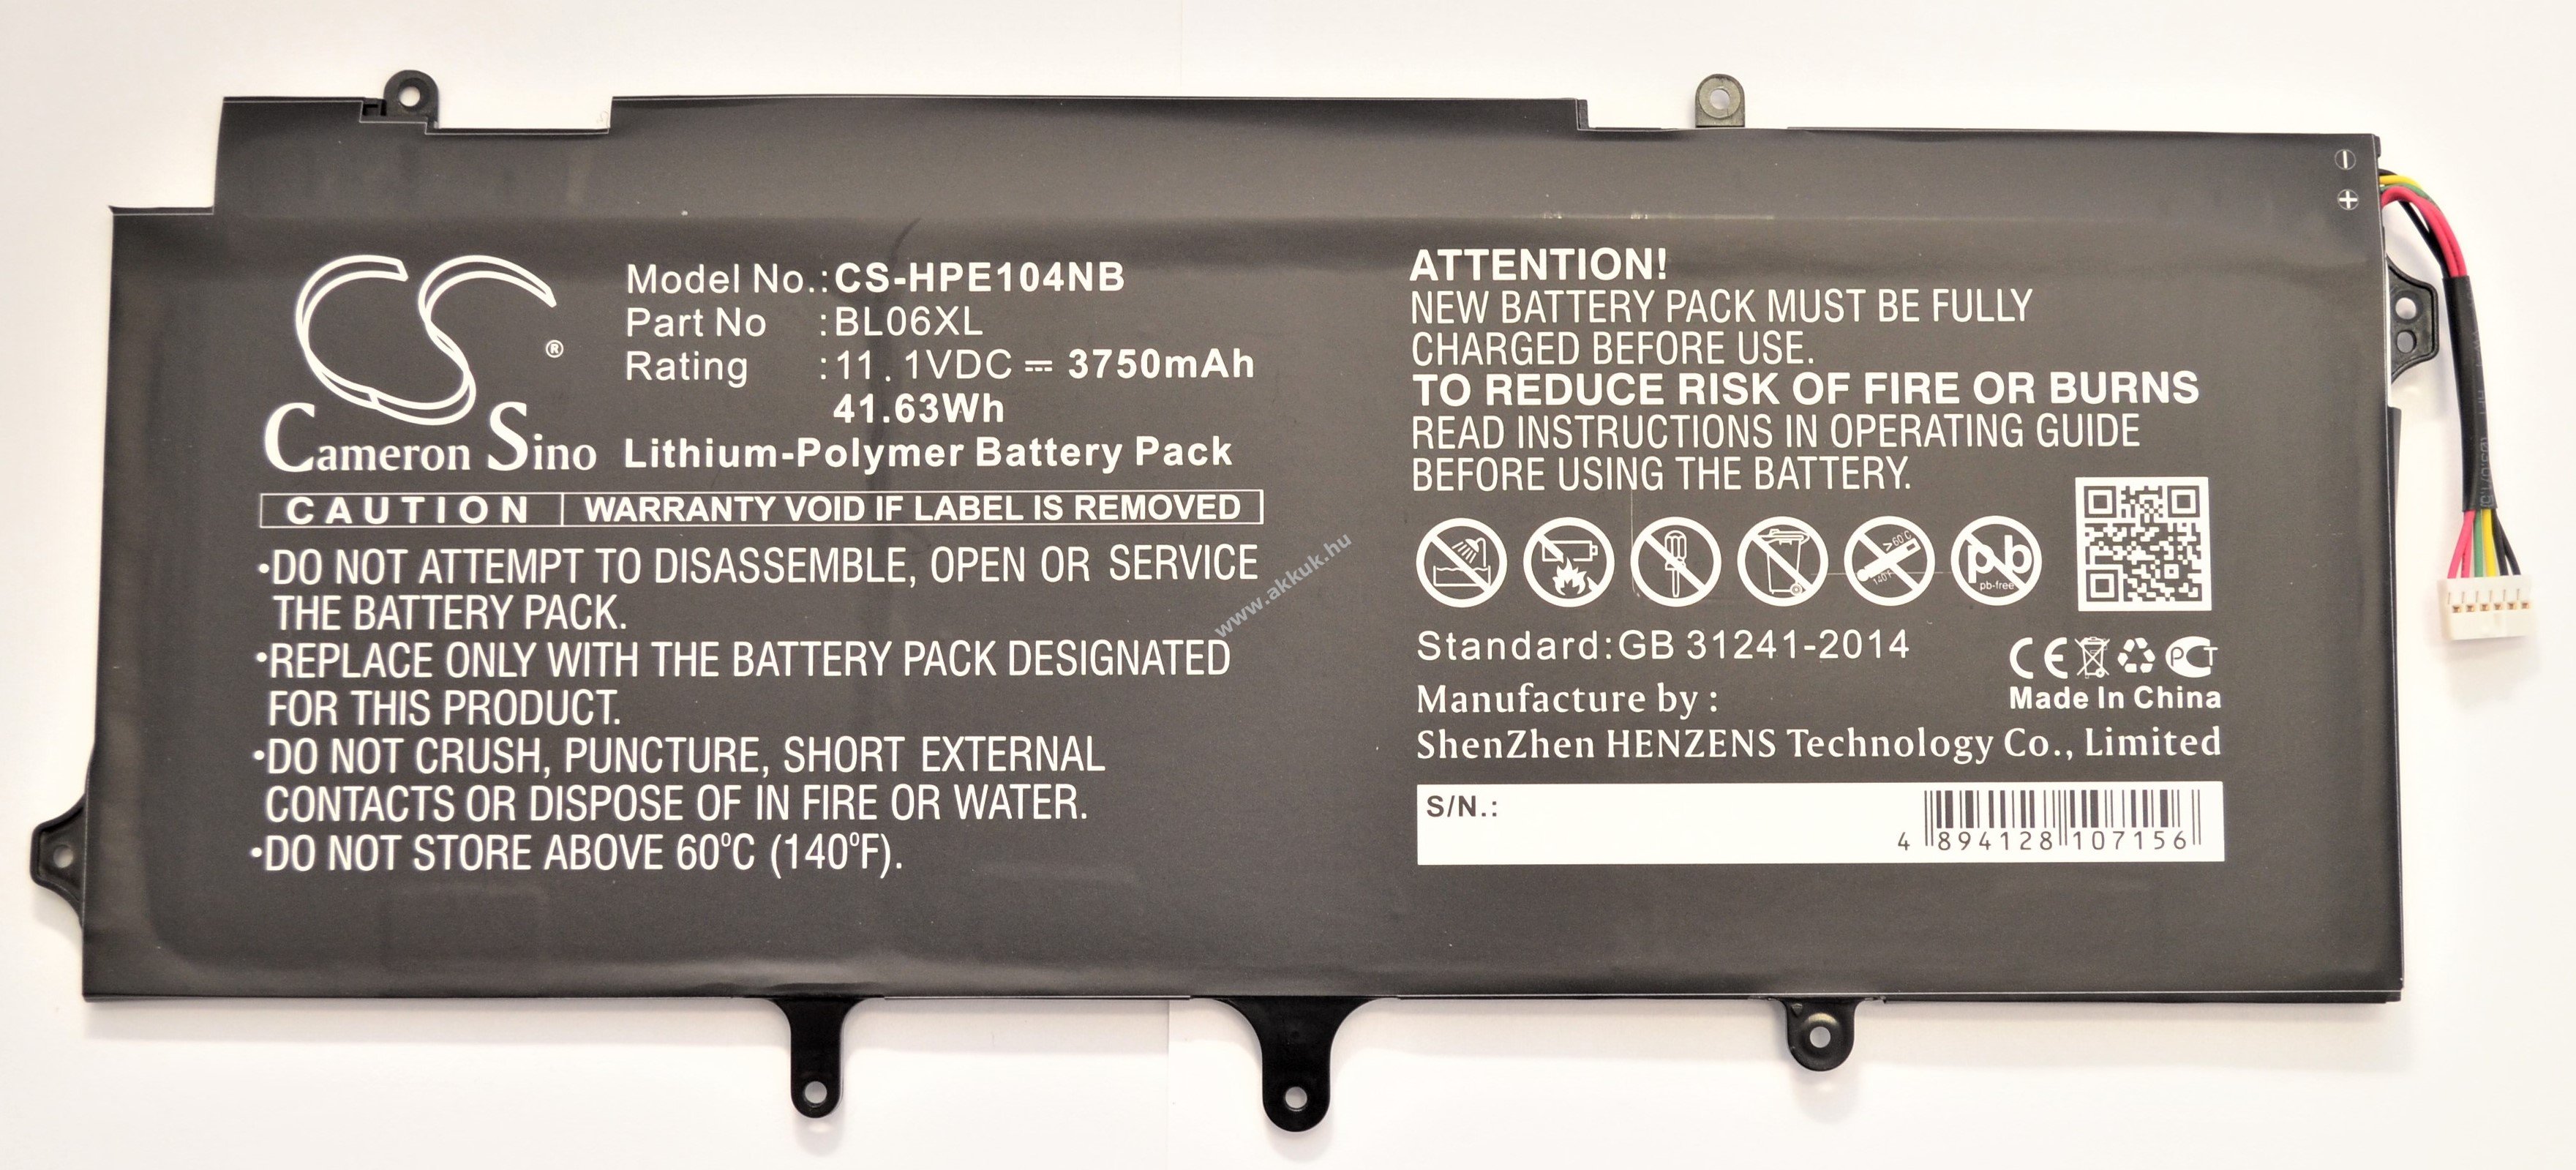 Cameron Sino
®
Model No.:CS-HPE104NB
Part No :BL06XL
Rating :11.1VDC ⎓ 3750mAh
41.63Wh
Lithium-Polymer Battery Pack
CAUTION WARRANTY VOID IF LABEL IS REMOVED
•DO NOT ATTEMPT TO DISASSEMBLE, OPEN OR SERVICE
THE BATTERY PACK.
•REPLACE ONLY WITH THE BATTERY PACK DESIGNATED
FOR THIS PRODUCT.
•DO NOT CRUSH, PUNCTURE, SHORT EXTERNAL
CONTACTS OR DISPOSE OF IN FIRE OR WATER.
•DO NOT STORE ABOVE 60⁰C (140⁰F).
www.akkuk.hu
ATTENTION!
NEW BATTERY PACK MUST BE FULLY
CHARGED BEFORE USE.
TO REDUCE RISK OF FIRE OR BURNS
READ INSTRUCTIONS IN OPERATING GUIDE
BEFORE USING THE BATTERY.
>60°C
140°F
pb
pb-free
Standard:GB 31241-2014
CE PCT
Made In China
Manufacture by :
ShenZhen HENZENS Technology Co., Limited
S/N.:
4 894128 107156